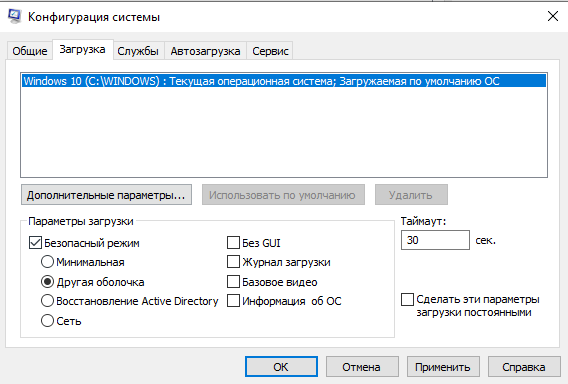 Конфигурация системы
Общие Загрузка Службы Автозагрузка Сервис
Windows 10 (C:\WINDOWS) : Текущая операционная система; Загружаемая по умолчанию ОС
Дополнительные параметры... Использовать по умолчанию Удалить
Параметры загрузки
Таймаут:
Безопасный режим
Без GUI
30 сек.
Минимальная
Журнал загрузки
Другая оболочка
Базовое видео
Восстановление Active Directory
Информация об ОС
Сделать эти параметры
загрузки постоянными
Сеть
ОК Отмена Применить Справка